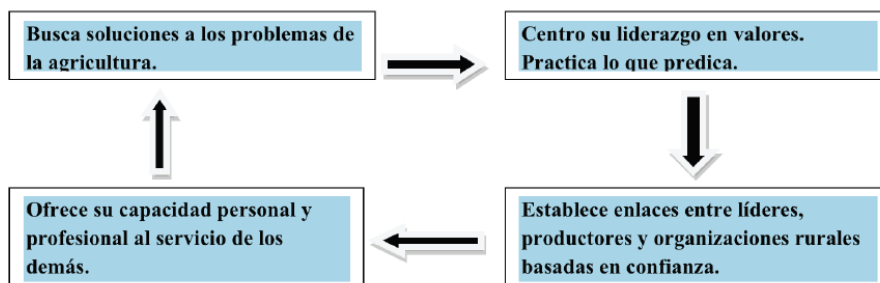 Busca soluciones a los problemas de
la agricultura.
Centro su liderazgo en valores.
Practica lo que predica.
Ofrece su capacidad personal y
profesional al servicio de los
demás.
Establece enlaces entre líderes,
productores y organizaciones rurales
basadas en confianza.